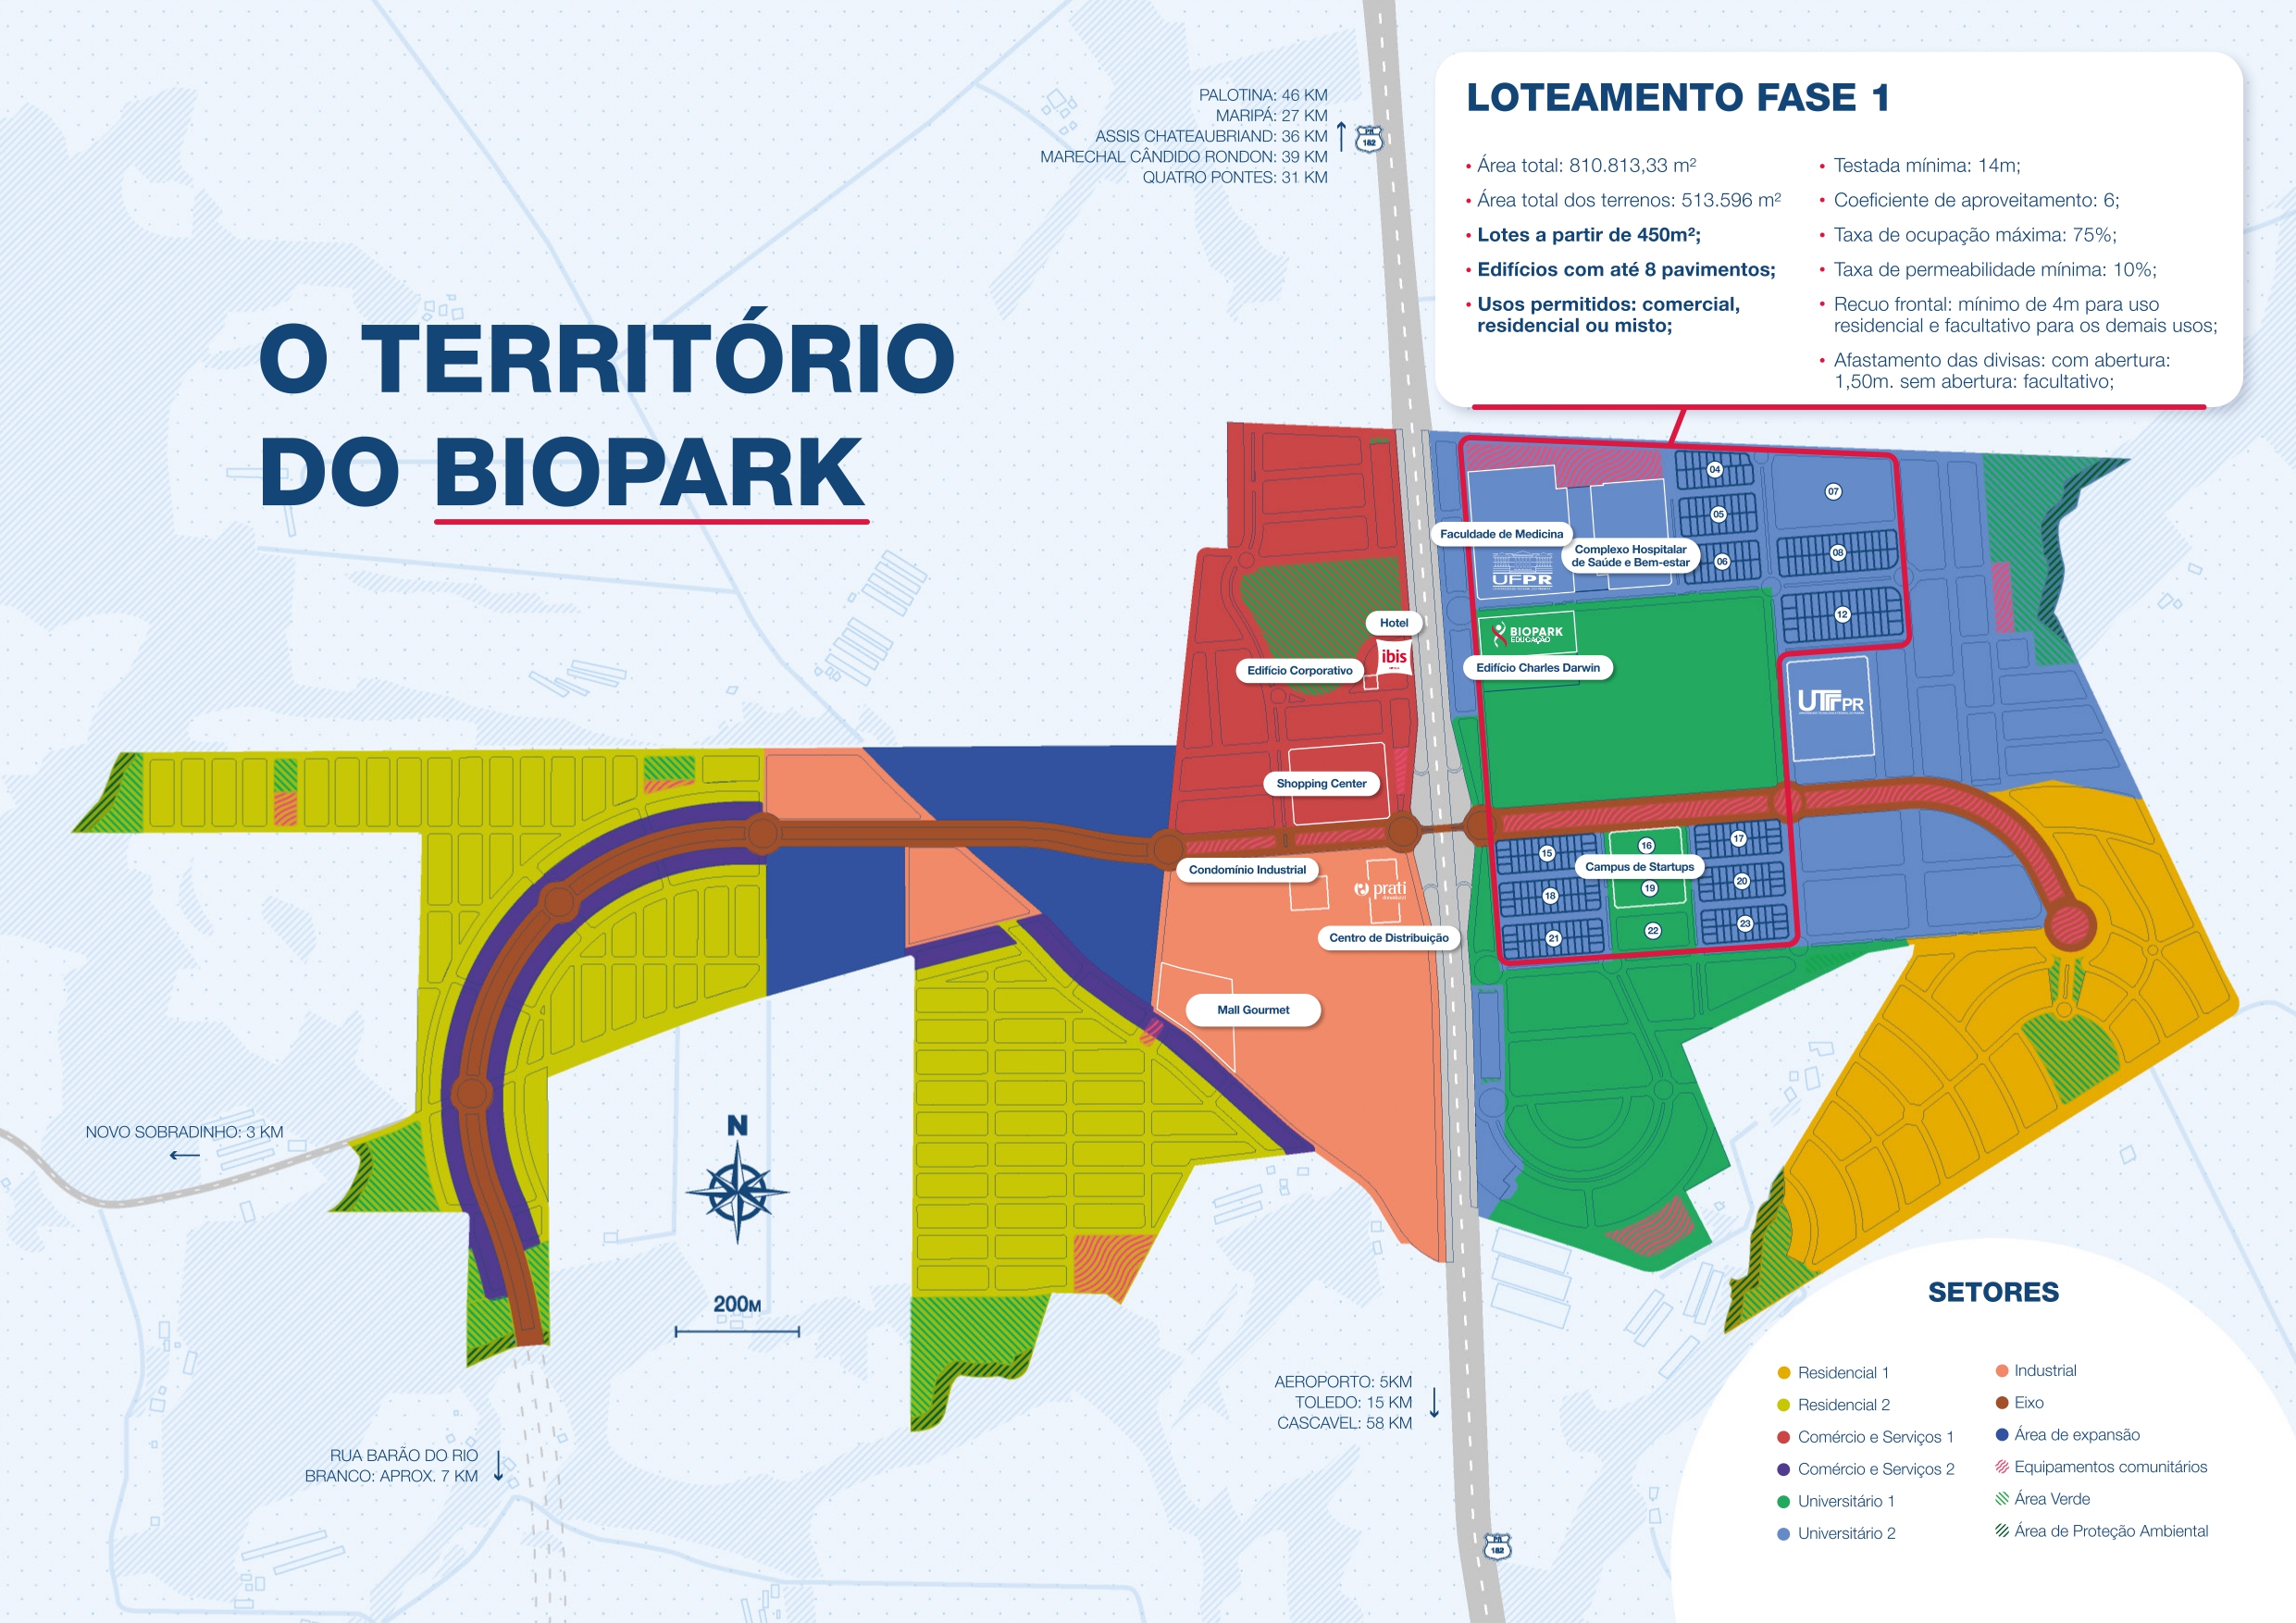 PALOTINA: 46 KM
MARIPÁ: 27 KM
ASSIS CHATEAUBRIAND: 36 KM
MARECHAL CÂNDIDO RONDON: 39 KM
QUATRO PONTES: 31 KM
PR
182
LOTEAMENTO FASE 1
• Área total: 810.813,33 m²
• Área total dos terrenos: 513.596 m²
• Lotes a partir de 450m²;
• Edifícios com até 8 pavimentos;
• Usos permitidos: comercial,
residencial ou misto;
• Testada mínima: 14m;
• Coeficiente de aproveitamento: 6;
• Taxa de ocupação máxima: 75%;
• Taxa de permeabilidade mínima: 10%;
• Recuo frontal: mínimo de 4m para uso
residencial e facultativo para os demais usos;
• Afastamento das divisas: com abertura:
1,50m. sem abertura: facultativo;
O TERRITÓRIO
DO BIOPARK
04
07
05
Faculdade de Medicina
Complexo Hospitalar
de Saúde e Bem-estar
06
08
UFPR
12
Hotel
ibis
BIOPARK
EDUCAÇÃO
Edifício Corporativo
Edifício Charles Darwin
UTFPR
Shopping Center
15
16
17
Condomínio Industrial
Campus de Startups
prati
18
19
20
Centro de Distribuição
21
22
23
Mall Gourmet
NOVO SOBRADINHO: 3 KM
N
200M
AEROPORTO: 5KM
TOLEDO: 15 KM
CASCAVEL: 58 KM
RUA BARÃO DO RIO
BRANCO: APROX. 7 KM
PR
182
SETORES
Residencial 1
Residencial 2
Comércio e Serviços 1
Comércio e Serviços 2
Universitário 1
Universitário 2
Industrial
Eixo
Área de expansão
Equipamentos comunitários
Área Verde
Área de Proteção Ambiental